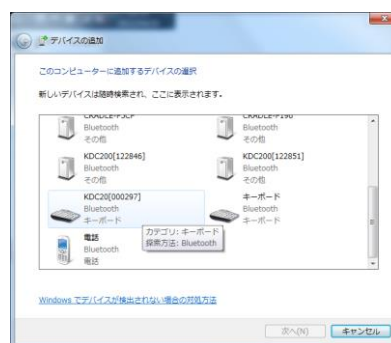 デバイスの追加
このコンピューターに追加するデバイスの選択
新しいデバイスは随時検索され、ここに表示されます。
CRADLE-P3CP
Bluetooth
その他
CRADLE-P190
Bluetooth
その他
KDC200[122846]
Bluetooth
その他
KDC200[122851]
Bluetooth
その他
KDC20[000297]
Bluetooth
キーボード
キーボード
Bluetooth
キーボード
電話
Bluetooth
電話
カテゴリ: キーボード
探索方法: Bluetooth
Windows でデバイスが検出されない場合の対処方法
次へ(N)
キャンセル